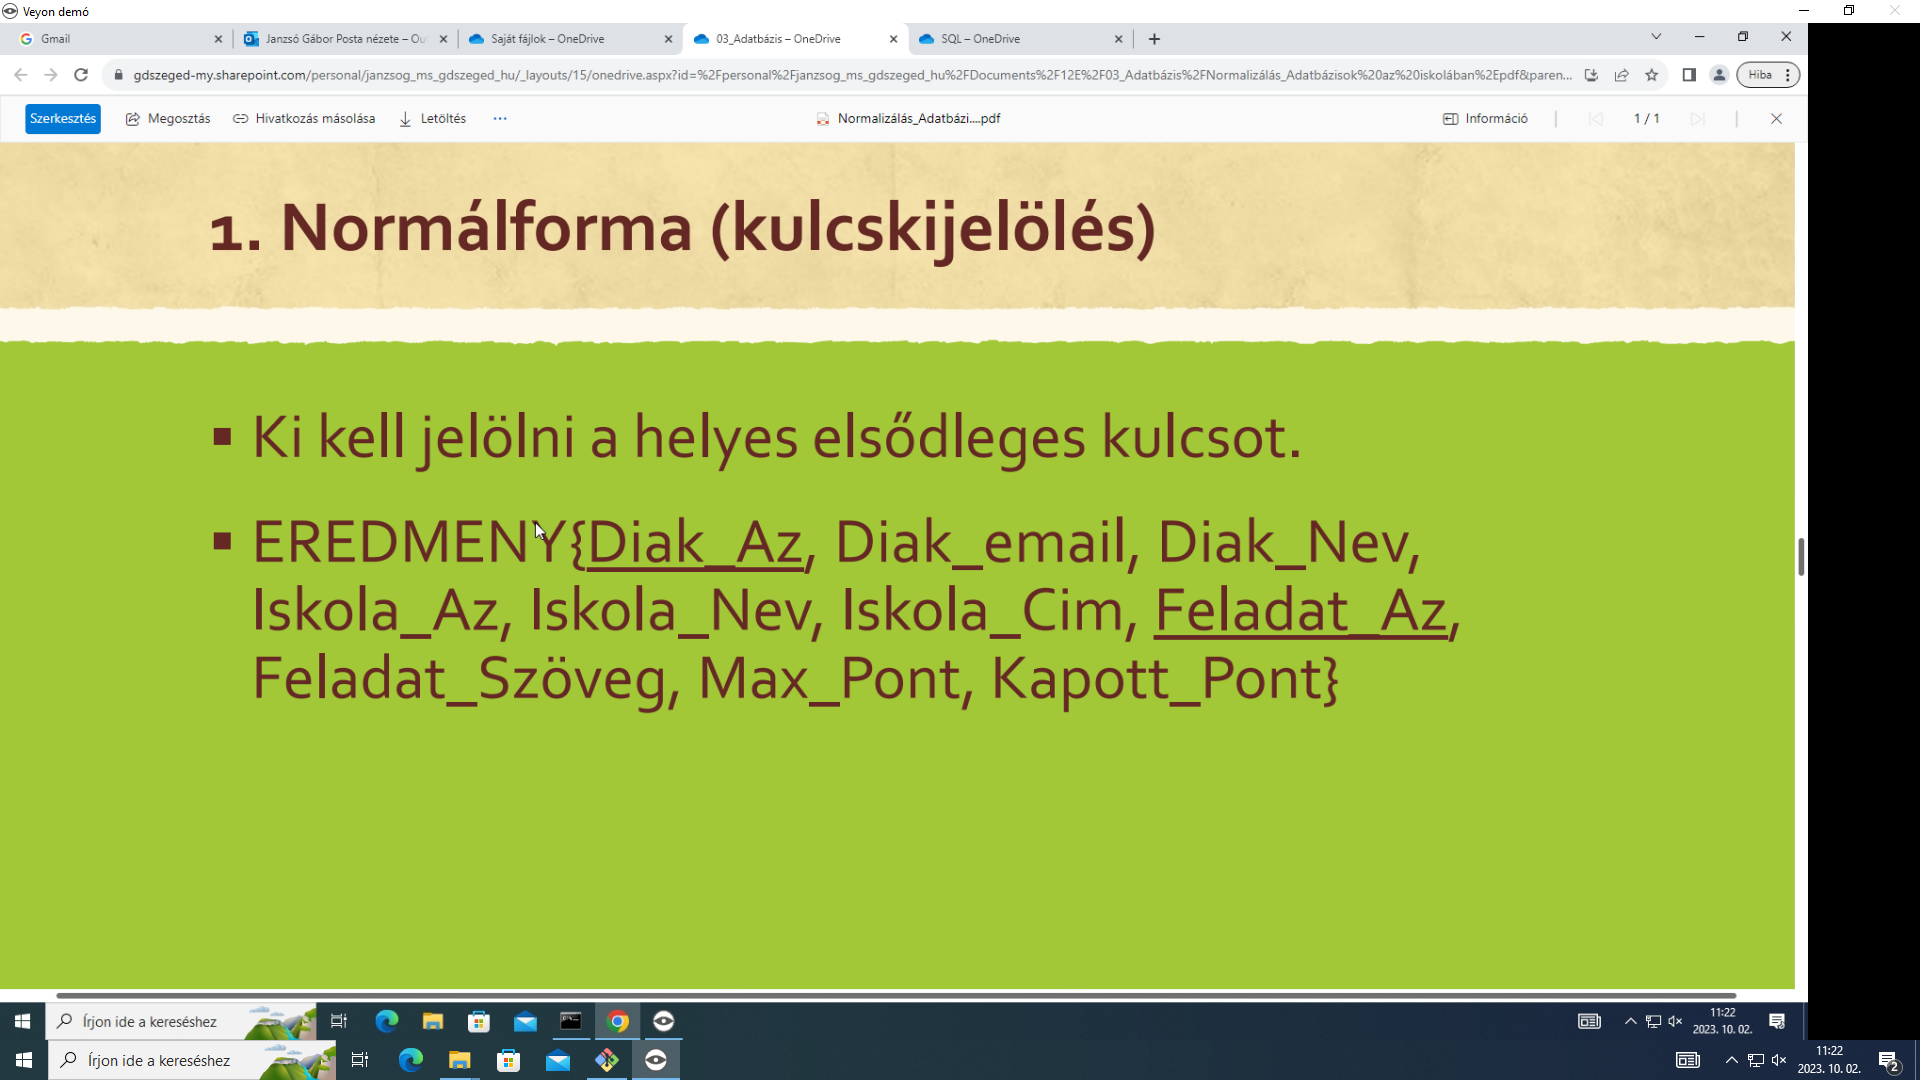 Veyon demó
Gmail
Janzsó Gábor Posta nézete – Ou
Saját fájlok – OneDrive
03_Adatbázis – OneDrive
SQL – OneDrive
gdszeged-my.sharepoint.com/personal/janzsog_ms_gdszeged_hu/_layouts/15/onedrive.aspx?id=%2Fpersonal%2Fjanzsog_ms_gdszeged_hu%2FDocuments%2F12E%2F03_Adatbázis%2FNormalizálás_Adatbázisok%20az%20iskolában%2Epdf&paren...
Hiba
Szerkesztés
Megosztás
Hivatkozás másolása
Letöltés
...
Normalizálás_Adatbázi....pdf
Információ
1 / 1
1. Normálforma (kulcskijelölés)
▪ Ki kell jelölni a helyes elsődleges kulcsot.
▪ EREDMENY{Diak_Az, Diak_email, Diak_Nev,
Iskola_Az, Iskola_Nev, Iskola_Cim, Feladat_Az,
Feladat_Szöveg, Max_Pont, Kapott_Pont}
Írjon ide a kereséshez
11:22
2023. 10. 02.
Írjon ide a kereséshez
11:22
2023. 10. 02.
2